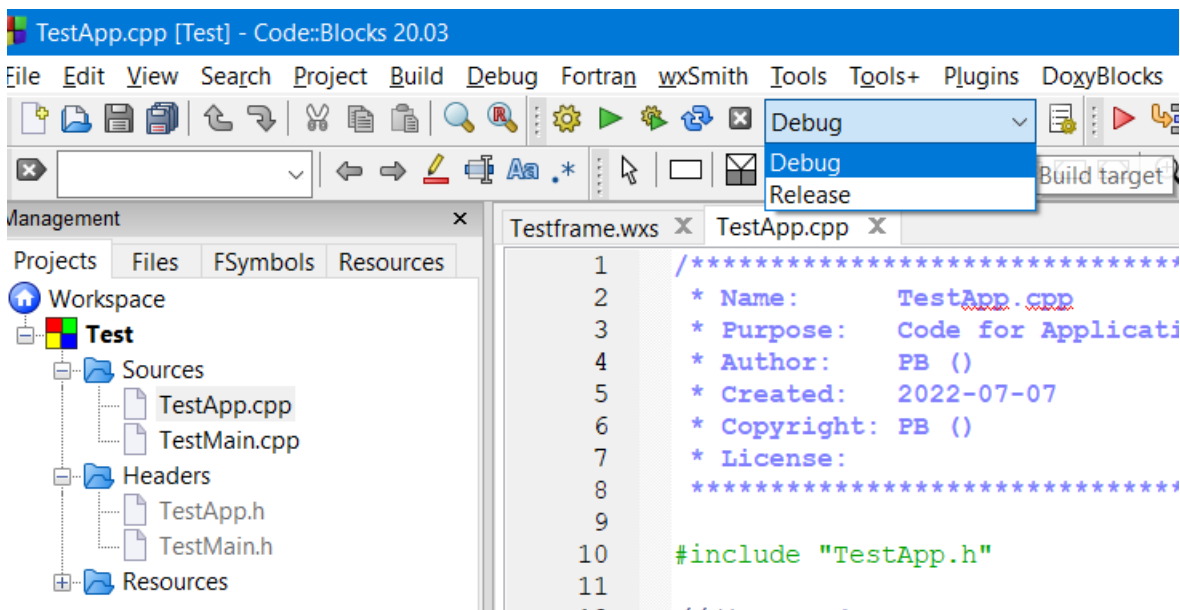 TestApp.cpp [Test] - Code::Blocks 20.03
File Edit View Search Project Build Debug Fortran wxSmith Tools Tools+ Plugins DoxyBlocks
Debug
Debug
Release
Build target
Management
Projects Files FSymbols Resources
Workspace
Test
Sources
TestApp.cpp
TestMain.cpp
Headers
TestApp.h
TestMain.h
Resources
Testframe.wxs TestApp.cpp
1 /*******************************
2 * Name: TestApp.cpp
3 * Purpose: Code for Applicati
4 * Author: PB ()
5 * Created: 2022-07-07
6 * Copyright: PB ()
7 * License:
8 *******************************
9
10 #include "TestApp.h"
11